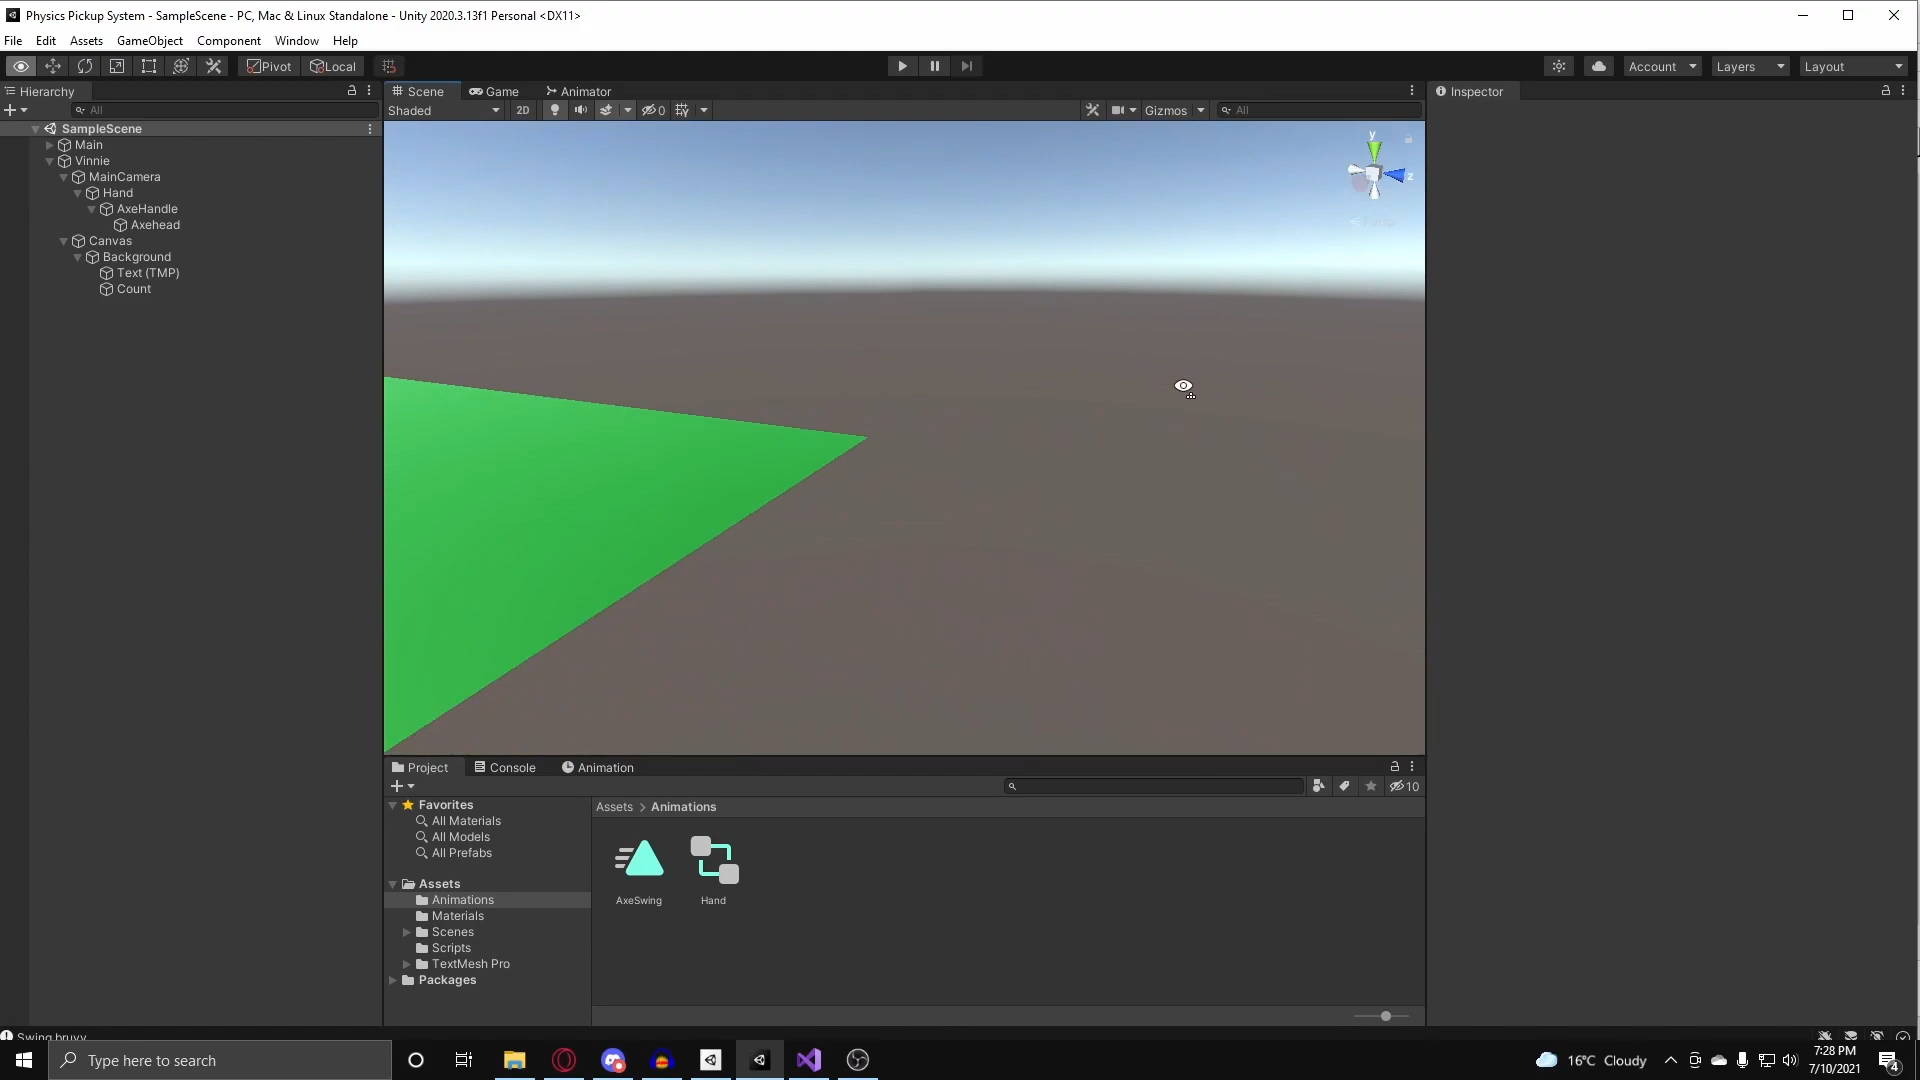 Physics Pickup System - SampleScene - PC, Mac & Linux Standalone - Unity 2020.3.13f1 Personal <DX11>
File Edit Assets GameObject Component Window Help
Pivot Local Account Layers Layout
Hierarchy
All
SampleScene
Main
Vinnie
MainCamera
Hand
AxeHandle
Axehead
Canvas
Background
Text (TMP)
Count
Scene Game Animator
Shaded 2D 0 Gizmos All
y
z
Inspector
Project Console Animation
10
Favorites
All Materials
All Models
All Prefabs
Assets
Animations
Materials
Scenes
Scripts
TextMesh Pro
Packages
Assets > Animations
AxeSwing Hand
Swing bruvv
Type here to search
16°C Cloudy
7:28 PM
7/10/2021
4